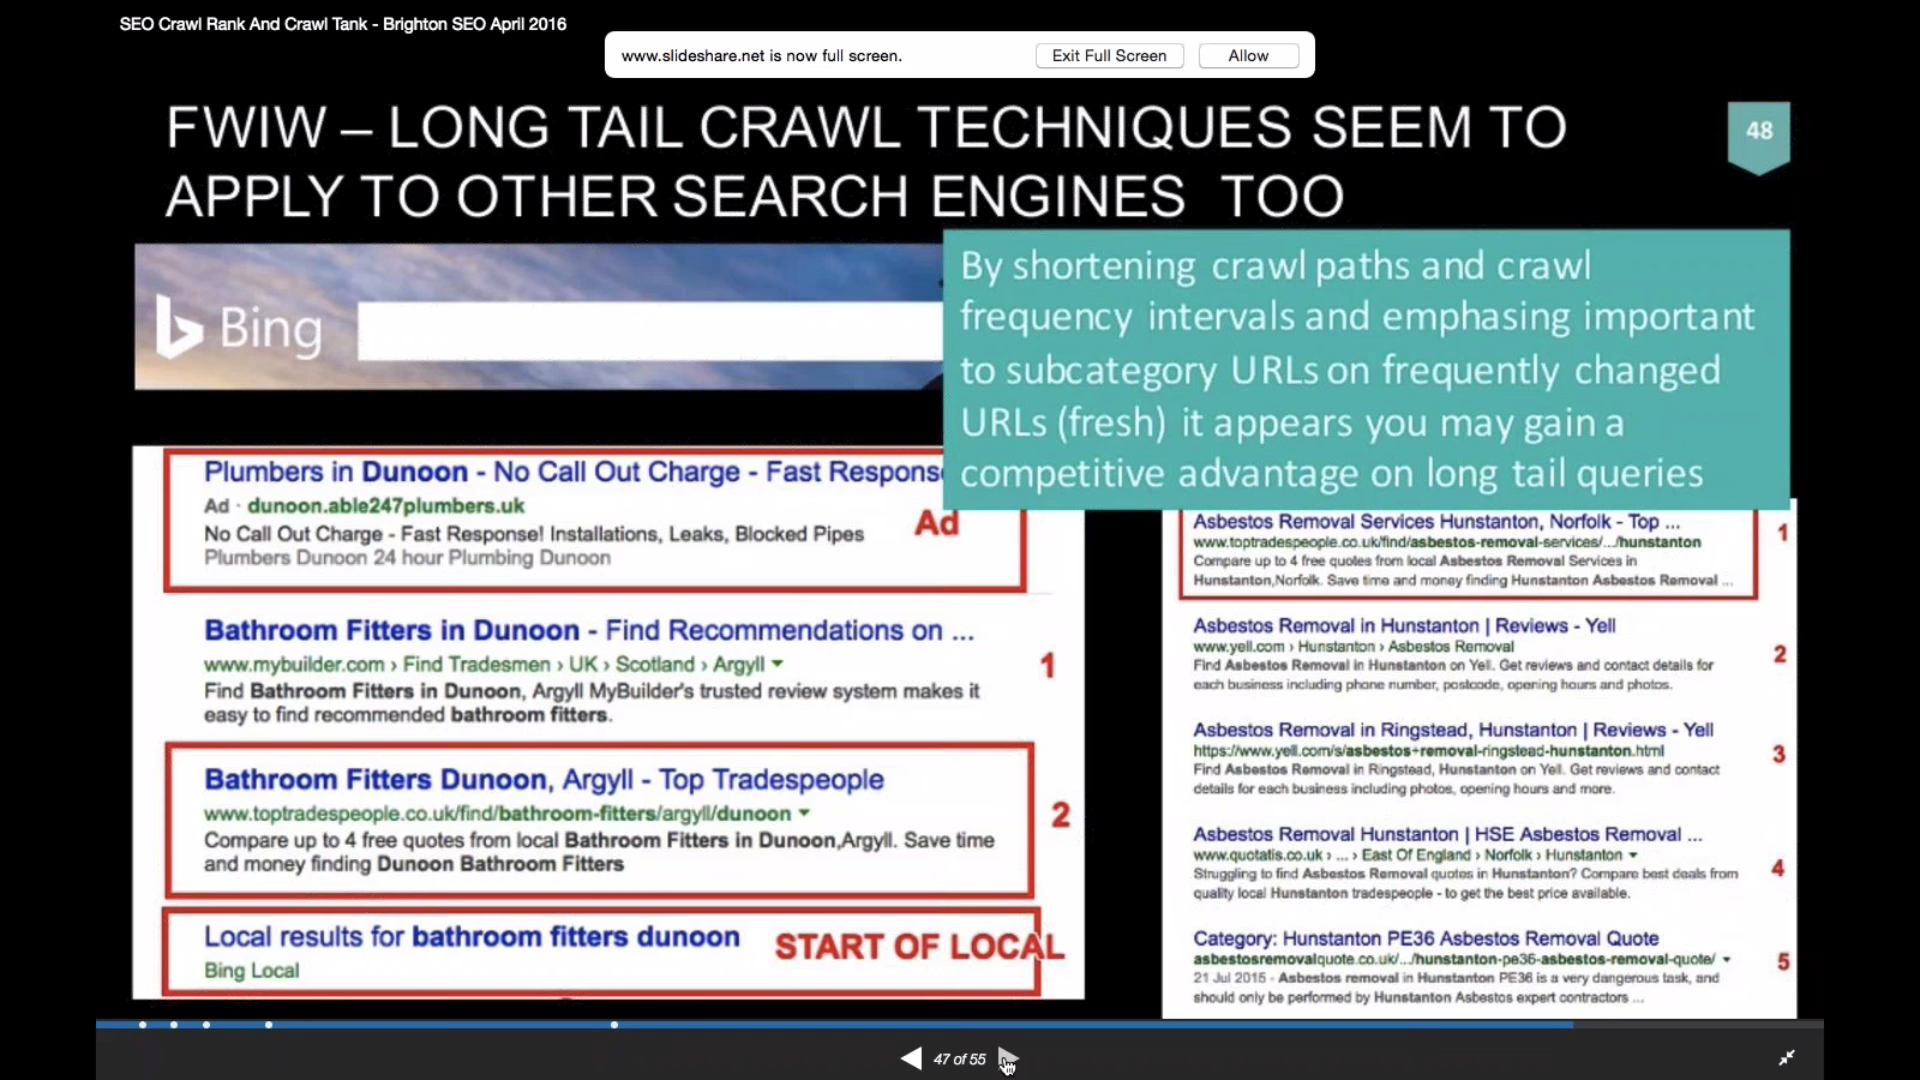 SEO Crawl Rank And Crawl Tank - Brighton SEO April 2016
www.slideshare.net is now full screen.
Exit Full Screen
Allow
FWIW – LONG TAIL CRAWL TECHNIQUES SEEM TO
APPLY TO OTHER SEARCH ENGINES TOO
48
Bing
By shortening crawl paths and crawl
frequency intervals and emphasing important
to subcategory URLs on frequently changed
URLs (fresh) it appears you may gain a
competitive advantage on long tail queries
Plumbers in Dunoon - No Call Out Charge - Fast Response
Ad · dunoon.able247plumbers.uk
No Call Out Charge - Fast Response! Installations, Leaks, Blocked Pipes
Plumbers Dunoon 24 hour Plumbing Dunoon
Ad
Bathroom Fitters in Dunoon - Find Recommendations on ...
www.mybuilder.com › Find Tradesmen › UK › Scotland › Argyll
Find Bathroom Fitters in Dunoon, Argyll MyBuilder's trusted review system makes it
easy to find recommended bathroom fitters.
1
Bathroom Fitters Dunoon, Argyll - Top Tradespeople
www.toptradespeople.co.uk/find/bathroom-fitters/argyll/dunoon
Compare up to 4 free quotes from local Bathroom Fitters in Dunoon,Argyll. Save time
and money finding Dunoon Bathroom Fitters
2
Local results for bathroom fitters dunoon
Bing Local
START OF LOCAL
Asbestos Removal Services Hunstanton, Norfolk - Top ...
www.toptradespeople.co.uk/find/asbestos-removal-services/.../hunstanton
Compare up to 4 free quotes from local Asbestos Removal Services in
Hunstanton,Norfolk. Save time and money finding Hunstanton Asbestos Removal ...
1
Asbestos Removal in Hunstanton | Reviews - Yell
www.yell.com › Hunstanton › Asbestos Removal
Find Asbestos Removal in Hunstanton on Yell. Get reviews and contact details for
each business including phone number, postcode, opening hours and photos.
2
Asbestos Removal in Ringstead, Hunstanton | Reviews - Yell
https://www.yell.com/s/asbestos+removal-ringstead-hunstanton.html
Find Asbestos Removal in Ringstead, Hunstanton on Yell. Get reviews and contact
details for each business including photos, opening hours and more.
3
Asbestos Removal Hunstanton | HSE Asbestos Removal ...
www.quotatis.co.uk › ... › East Of England › Norfolk › Hunstanton
Struggling to find Asbestos Removal quotes in Hunstanton? Compare best deals from
quality local Hunstanton tradespeople - to get the best price available.
4
Category: Hunstanton PE36 Asbestos Removal Quote
asbestosremovalquote.co.uk/.../hunstanton-pe36-asbestos-removal-quote/
21 Jul 2015 - Asbestos removal in Hunstanton PE36 is a very dangerous task, and
should only be performed by Hunstanton Asbestos expert contractors ...
5
47 of 55